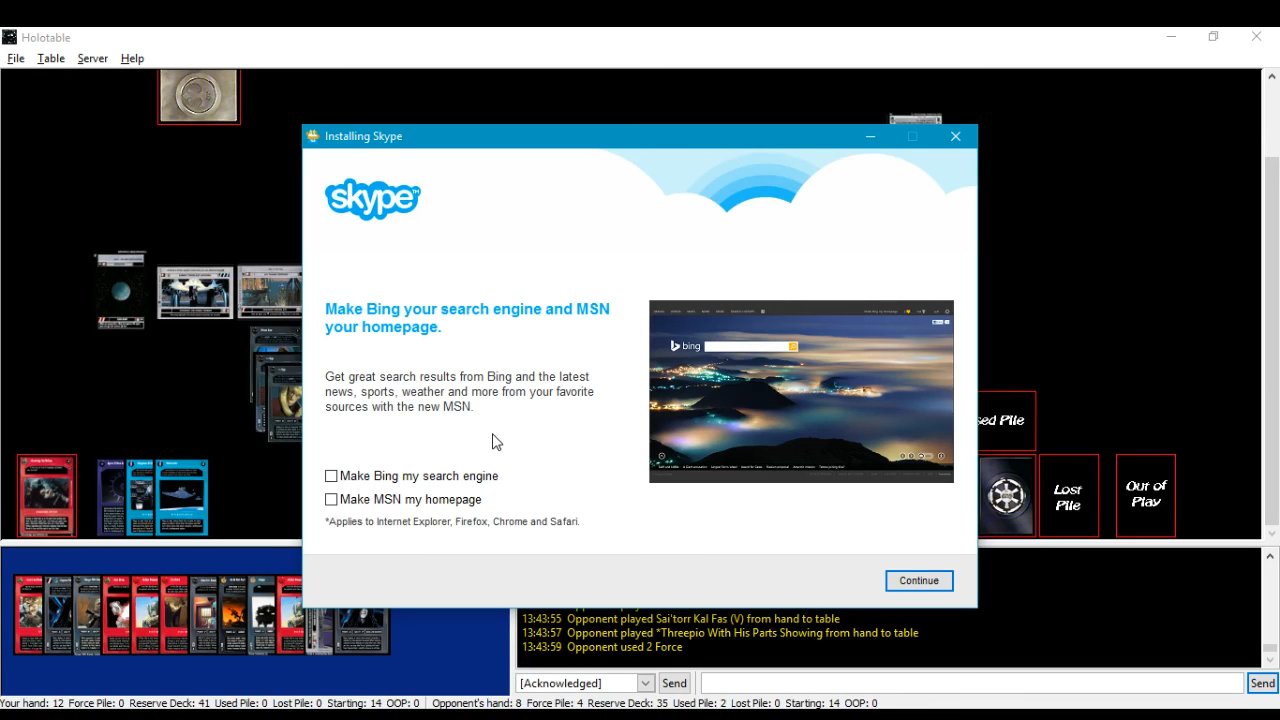 Holotable
File Table Server Help
Installing Skype
skype™
Make Bing your search engine and MSN
your homepage.
Get great search results from Bing and the latest
news, sports, weather and more from your favorite
sources with the new MSN.
bing
Make Bing my search engine
Make MSN my homepage
*Applies to Internet Explorer, Firefox, Chrome and Safari.
Continue
Pile
Lost
Pile
Out of
Play
13:43:55 Opponent played Sai'torr Kal Fas (V) from hand to table
13:43:57 Opponent played *Threepio With His Parts Showing from hand to table
13:43:59 Opponent used 2 Force
[Acknowledged] Send Send
Your hand: 12 Force Pile: 0 Reserve Deck: 41 Used Pile: 0 Lost Pile: 0 Starting: 14 OOP: 0 Opponent's hand: 8 Force Pile: 4 Reserve Deck: 35 Used Pile: 2 Lost Pile: 0 Starting: 14 OOP: 0